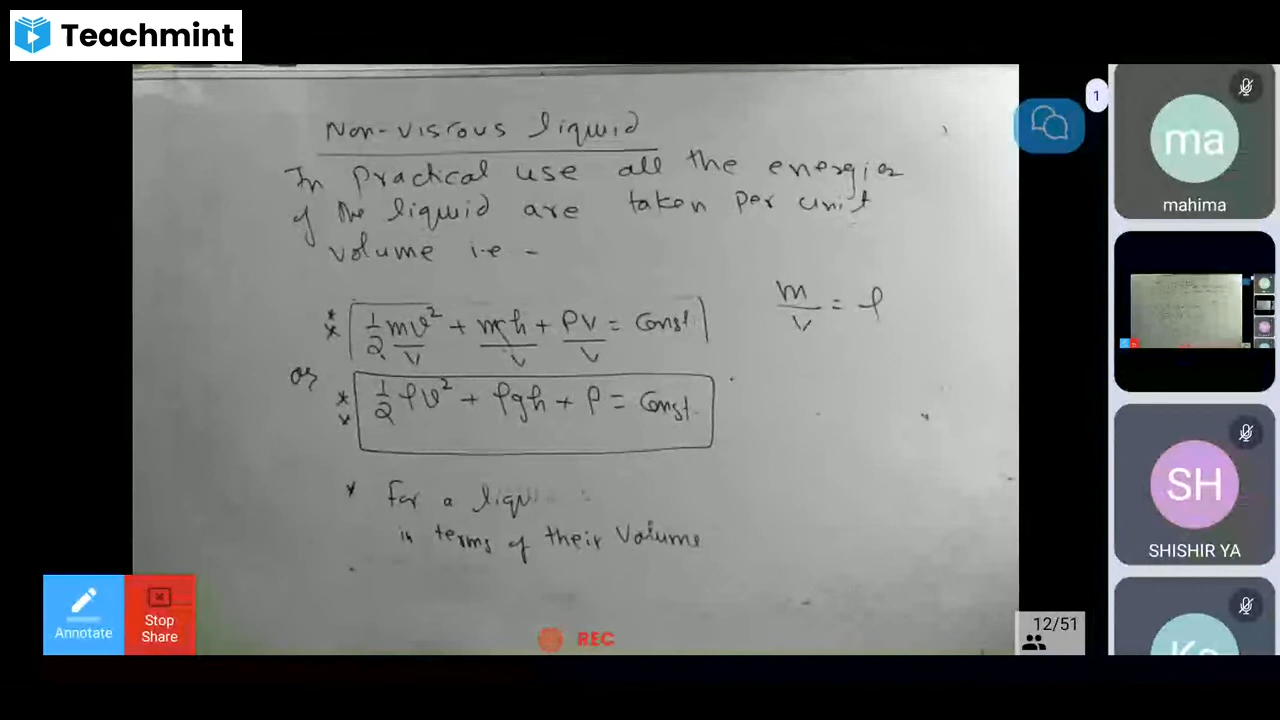 Teachmint
Non-viscous liquid
In Practical use all the energies
of the liquid are taken per unit
volume i.e -
** 1/2 mv²/V + mgh/V + PV/V = Const
m/V = ρ
or
** 1/2 ρv² + ρgh + P = Const.
* For a
in terms of their Volume
Annotate
Stop
Share
REC
12/51
1
ma
mahima
SH
SHISHIR YA